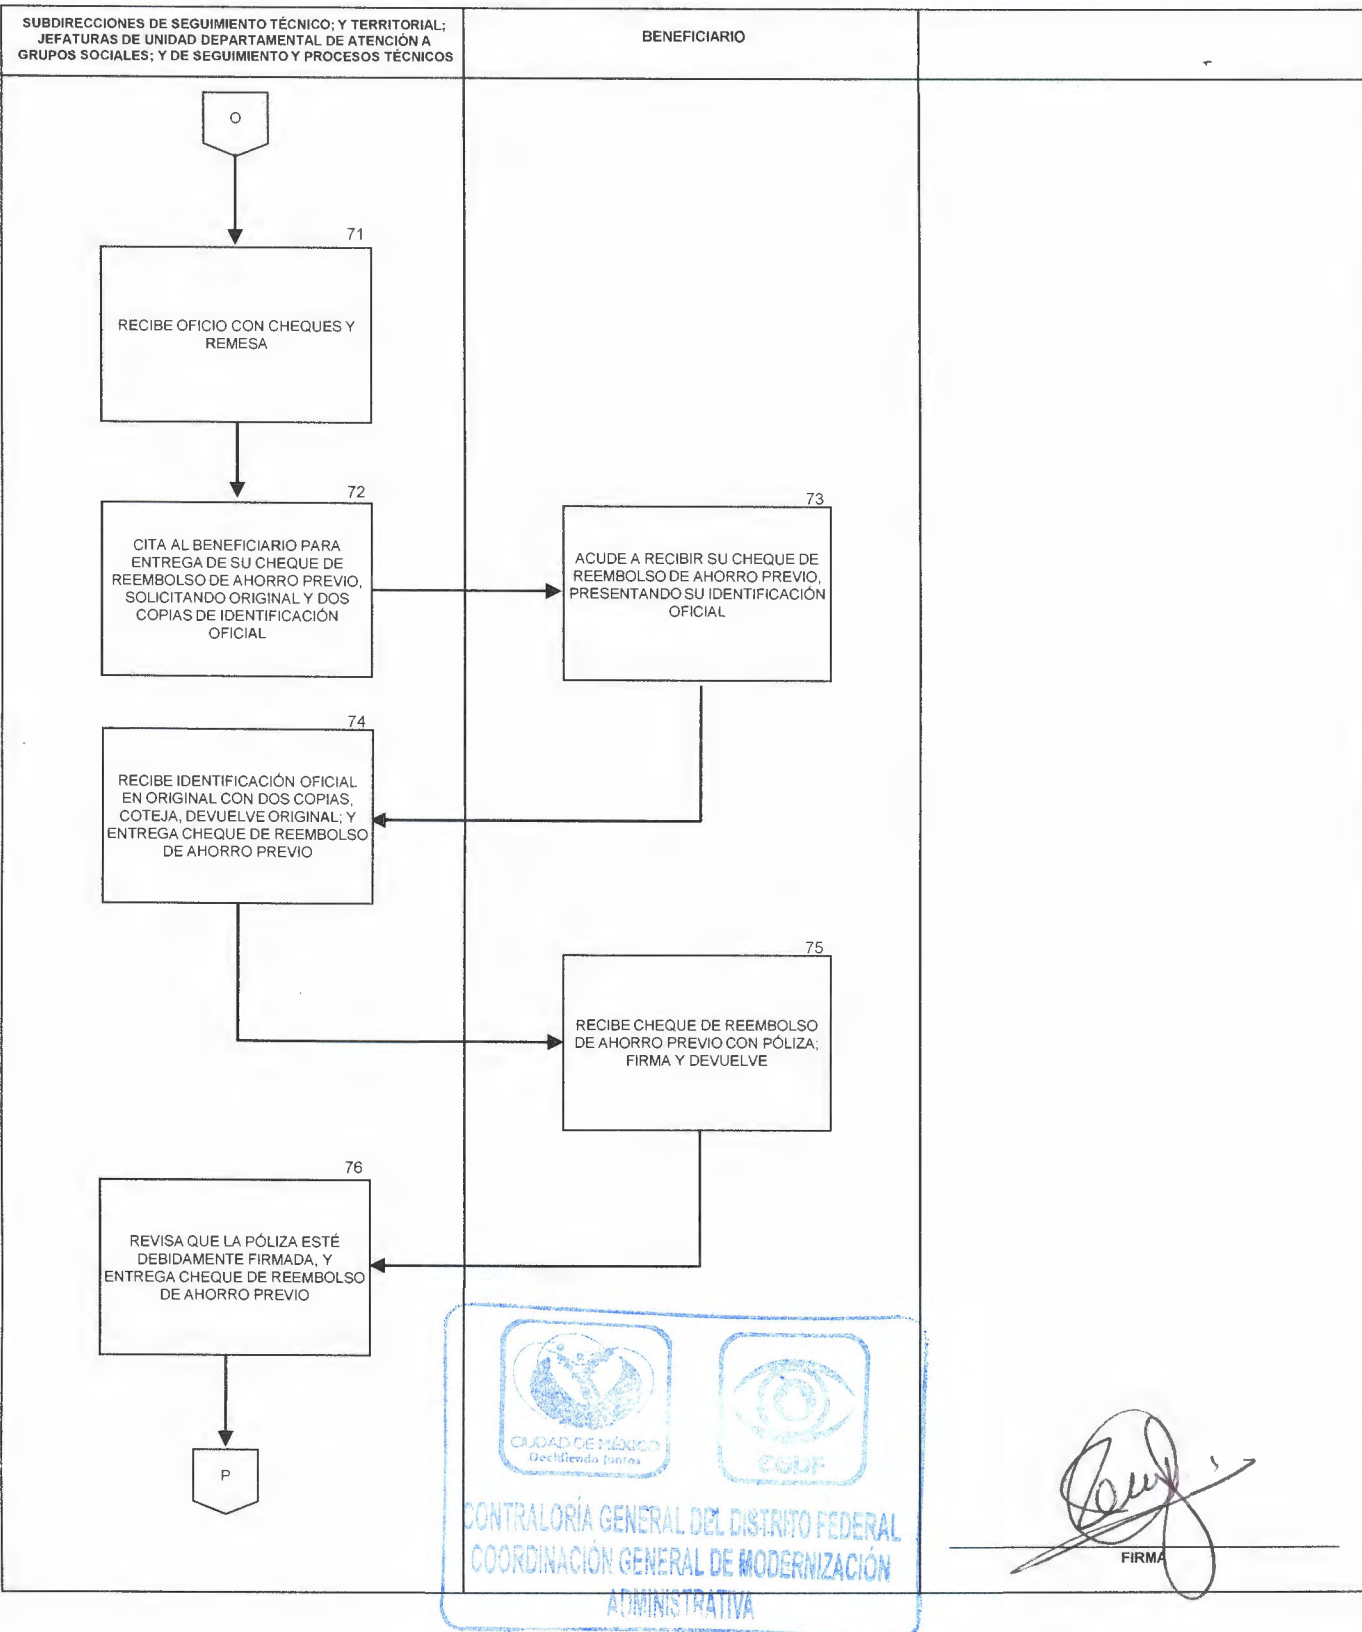 SUBDIRECCIONES DE SEGUIMIENTO TÉCNICO; Y TERRITORIAL;
JEFATURAS DE UNIDAD DEPARTAMENTAL DE ATENCIÓN A
GRUPOS SOCIALES; Y DE SEGUIMIENTO Y PROCESOS TÉCNICOS
BENEFICIARIO
O
71
RECIBE OFICIO CON CHEQUES Y
REMESA
72
CITA AL BENEFICIARIO PARA
ENTREGA DE SU CHEQUE DE
REEMBOLSO DE AHORRO PREVIO,
SOLICITANDO ORIGINAL Y DOS
COPIAS DE IDENTIFICACIÓN
OFICIAL
73
ACUDE A RECIBIR SU CHEQUE DE
REEMBOLSO DE AHORRO PREVIO,
PRESENTANDO SU IDENTIFICACIÓN
OFICIAL
74
RECIBE IDENTIFICACIÓN OFICIAL
EN ORIGINAL CON DOS COPIAS,
COTEJA, DEVUELVE ORIGINAL; Y
ENTREGA CHEQUE DE REEMBOLSO
DE AHORRO PREVIO
75
RECIBE CHEQUE DE REEMBOLSO
DE AHORRO PREVIO CON PÓLIZA;
FIRMA Y DEVUELVE
76
REVISA QUE LA PÓLIZA ESTÉ
DEBIDAMENTE FIRMADA, Y
ENTREGA CHEQUE DE REEMBOLSO
DE AHORRO PREVIO
P
CIUDAD DE MÉXICO
Decidiendo Juntos
CGDF
CONTRALORÍA GENERAL DEL DISTRITO FEDERAL
COORDINACIÓN GENERAL DE MODERNIZACIÓN
ADMINISTRATIVA
FIRMA